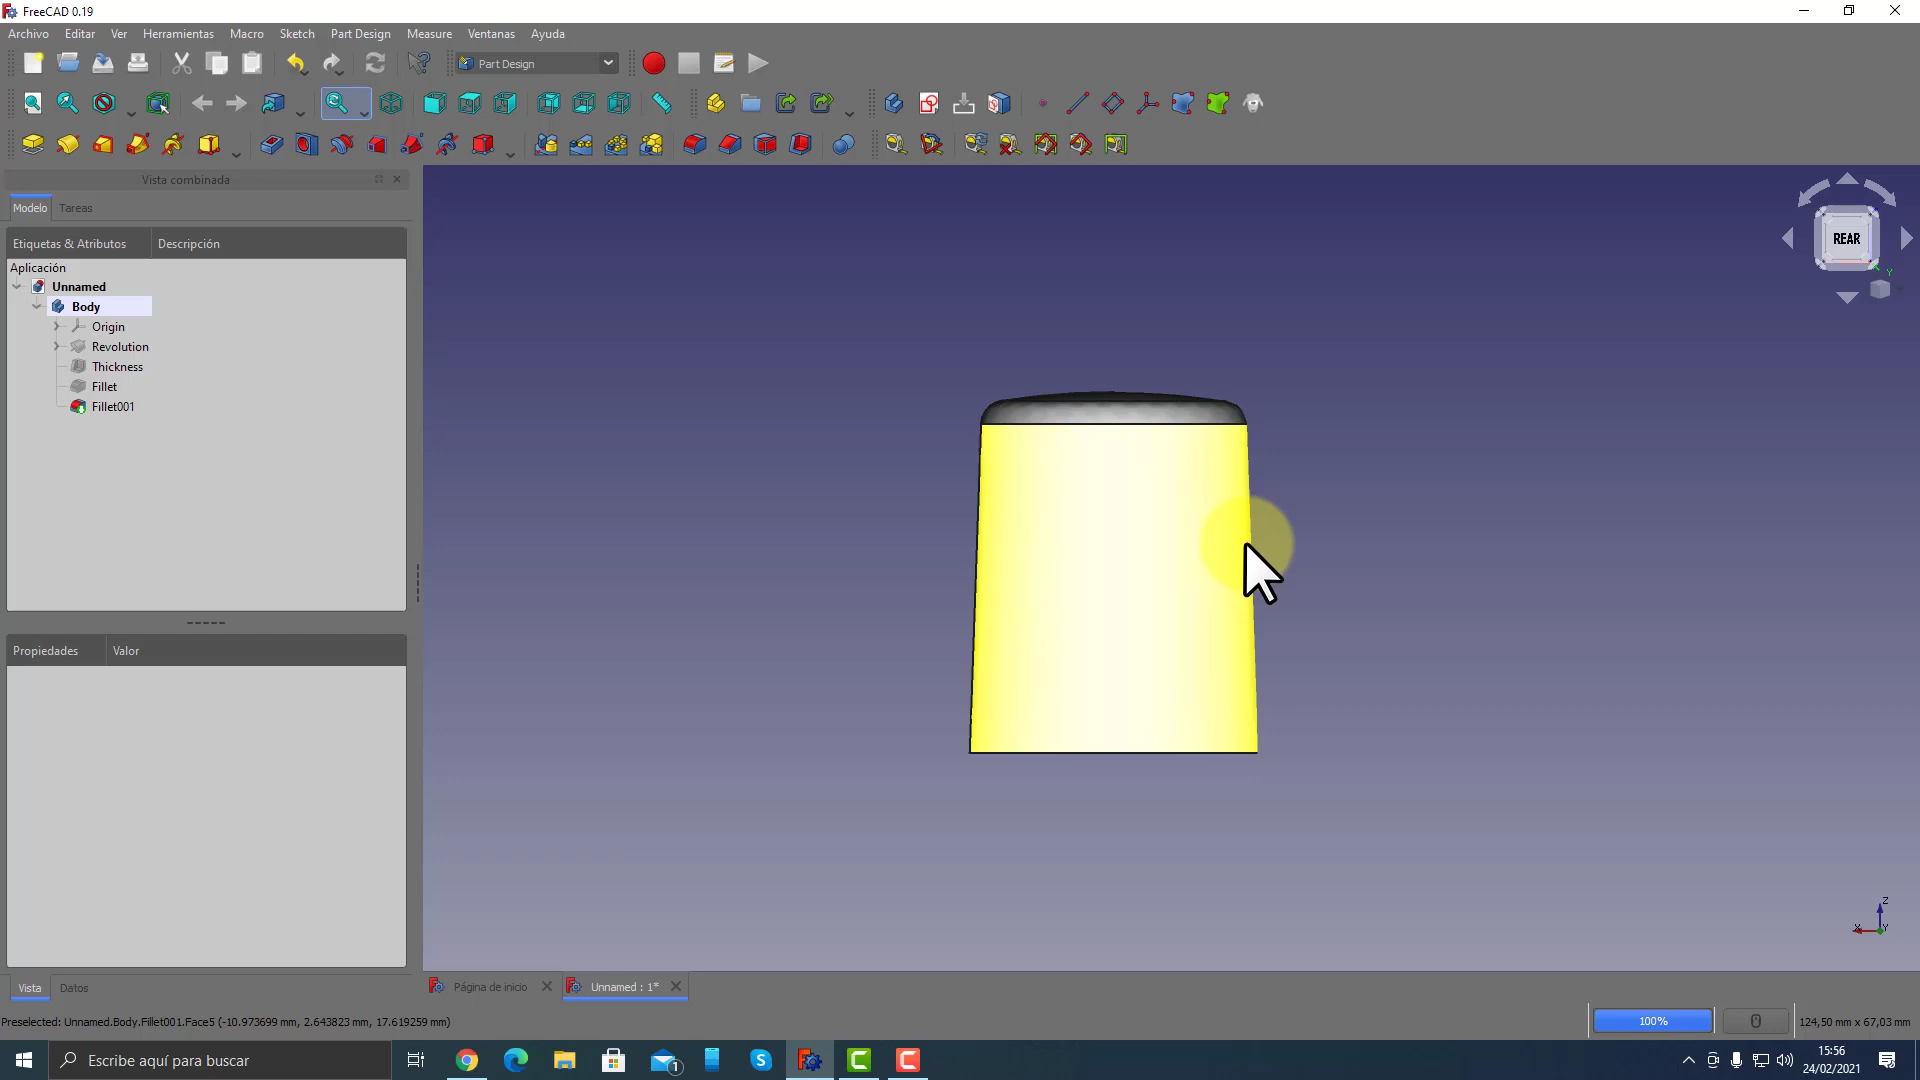 FreeCAD 0.19
Archivo Editar Ver Herramientas Macro Sketch Part Design Measure Ventanas Ayuda
Part Design
Vista combinada
Modelo Tareas
Etiquetas & Atributos Descripción
Aplicación
Unnamed
Body
Origin
Revolution
Thickness
Fillet
Fillet001
REAR
Y
Propiedades Valor
Z
X Y
Vista Datos
Página de inicio Unnamed : 1*
Preselected: Unnamed.Body.Fillet001.Face5 (-10.973699 mm, 2.643823 mm, 17.619259 mm)
100% 124,50 mm x 67,03 mm
Escribe aquí para buscar
1
15:56
24/02/2021